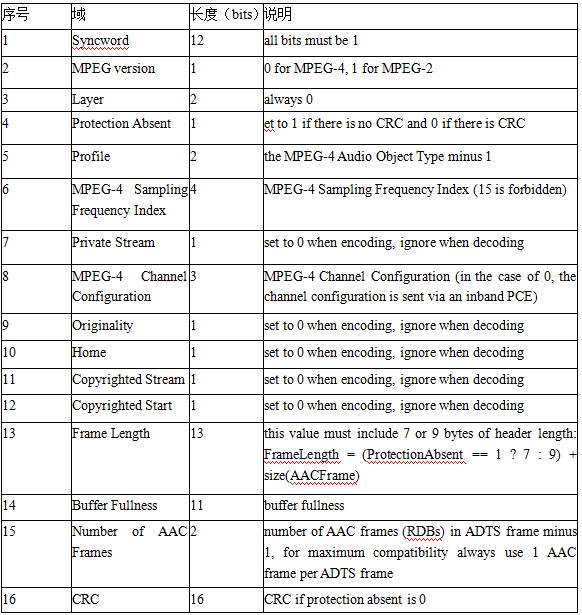 序号 域 长度（bits） 说明
1 Syncword 12 all bits must be 1
2 MPEG version 1 0 for MPEG-4, 1 for MPEG-2
3 Layer 2 always 0
4 Protection Absent 1 et to 1 if there is no CRC and 0 if there is CRC
5 Profile 2 the MPEG-4 Audio Object Type minus 1
6 MPEG-4 Sampling 4 MPEG-4 Sampling Frequency Index (15 is forbidden)
Frequency Index
7 Private Stream 1 set to 0 when encoding, ignore when decoding
8 MPEG-4 Channel 3 MPEG-4 Channel Configuration (in the case of 0, the
Configuration channel configuration is sent via an inband PCE)
9 Originality 1 set to 0 when encoding, ignore when decoding
10 Home 1 set to 0 when encoding, ignore when decoding
11 Copyrighted Stream 1 set to 0 when encoding, ignore when decoding
12 Copyrighted Start 1 set to 0 when encoding, ignore when decoding
13 Frame Length 13 this value must include 7 or 9 bytes of header length:
FrameLength = (ProtectionAbsent == 1 ? 7 : 9) +
size(AACFrame)
14 Buffer Fullness 11 buffer fullness
15 Number of AAC 2 number of AAC frames (RDBs) in ADTS frame minus
Frames 1, for maximum compatibility always use 1 AAC
frame per ADTS frame
16 CRC 16 CRC if protection absent is 0